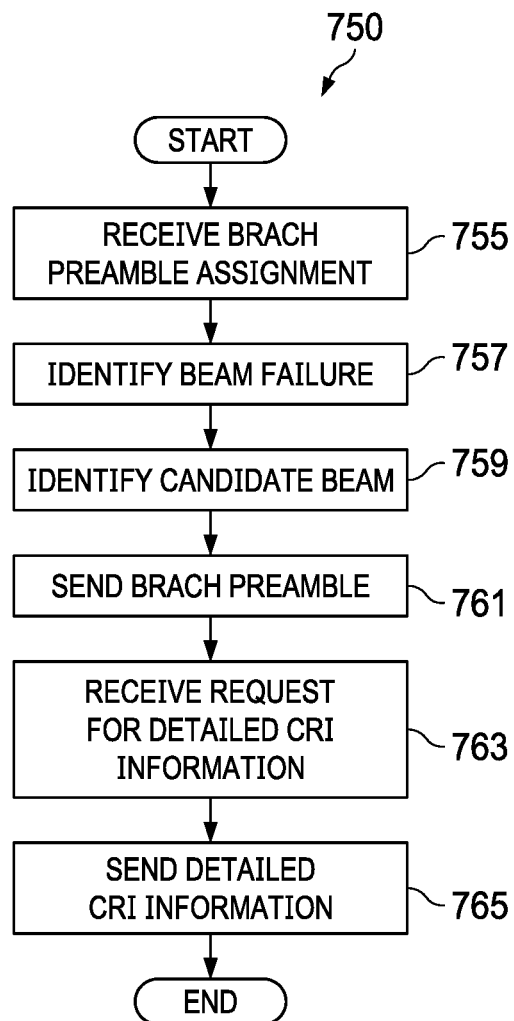 750
START
RECEIVE BRACH
PREAMBLE ASSIGNMENT
755
IDENTIFY BEAM FAILURE
757
IDENTIFY CANDIDATE BEAM
759
SEND BRACH PREAMBLE
761
RECEIVE REQUEST
FOR DETAILED CRI
INFORMATION
763
SEND DETAILED
CRI INFORMATION
765
END